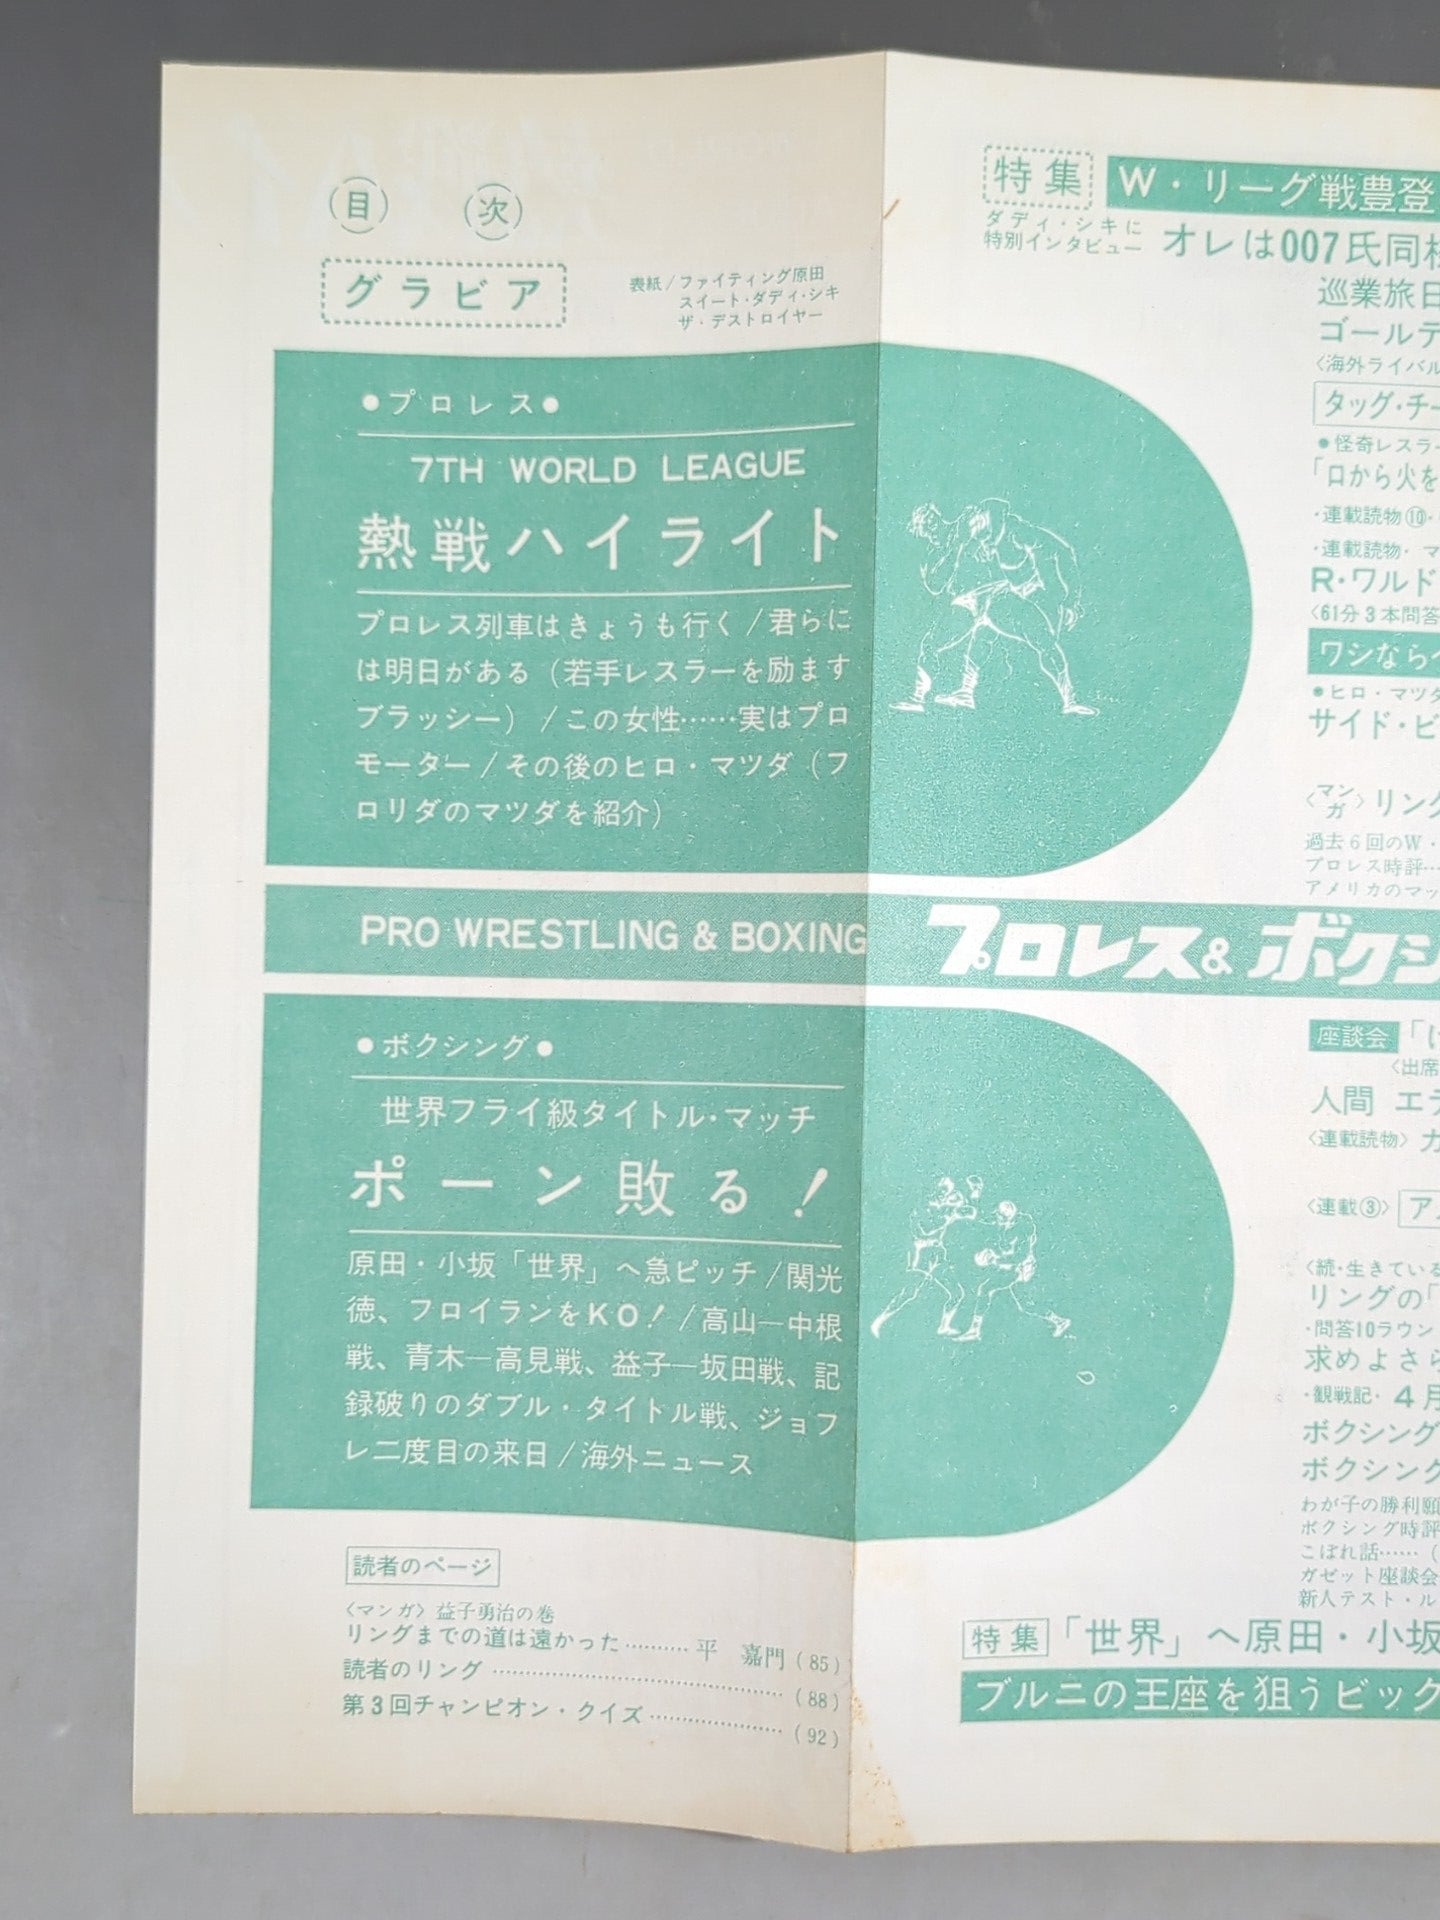 目 次
グラビア
表紙/ファイティング原田
スイート・ダディ・シキ
ザ・デストロイヤー
●プロレス●
7TH WORLD LEAGUE
熱戦ハイライト
プロレス列車はきょうも行く/君らに
は明日がある(若手レスラーを励ます
ブラッシー)/この女性……実はプロ
モーター/その後のヒロ・マツダ(フ
ロリダのマツダを紹介)
PRO WRESTLING & BOXING プロレス&ボクシ
●ボクシング●
世界フライ級タイトル・マッチ
ポーン敗る!
原田・小坂「世界」へ急ピッチ/関光
徳、フロイランをKO!/高山―中根
戦、青木―高見戦、益子―坂田戦、記
録破りのダブル・タイトル戦、ジョフ
レ二度目の来日/海外ニュース
読者のページ
〈マンガ〉益子勇治の巻
リングまでの道は遠かった………平 嘉門(85)
読者のリング………(88)
第3回チャンピオン・クイズ………(92)
特集 W・リーグ戦豊登
ダディ・シキに
特別インタビュー オレは007氏同
巡業旅日
ゴールデ
〈海外ライバル
タッグ・チー
●怪奇レスラー
「口から火を
・連載読物⑩・
・連載読物・マ
R・ワルド
〈61分3本問答
ワシなら
●ヒロ・マツダ
サイド・ビ
〈マンガ〉リング
過去6回のW・
プロレス時評…
アメリカのマッ
座談会「
〈出席
人間 エデ
〈連載読物〉カ
〈連載③〉ア
〈続・生きている
リングの「
・問答10ラウン
求めよさら
・観戦記・4月
ボクシング
ボクシング
わが子の勝利願
ボクシング時評
こぼれ話……(
ガゼット座談会
新人テスト・ル
特集「世界」へ原田・小坂
ブルニの王座を狙うビック